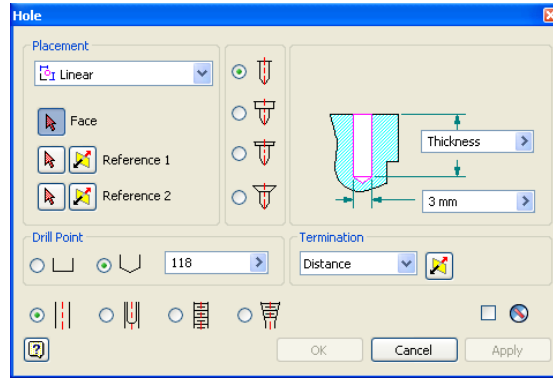 Hole
Placement
Linear
Face
Reference 1
Reference 2
Thickness
3 mm
Drill Point
118
Termination
Distance
?
OK
Cancel
Apply